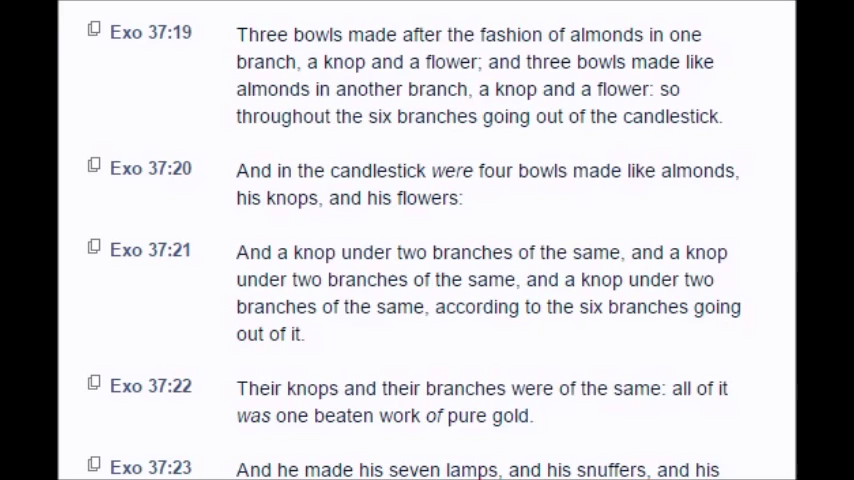 Exo 37:19 Three bowls made after the fashion of almonds in one
branch, a knop and a flower; and three bowls made like
almonds in another branch, a knop and a flower: so
throughout the six branches going out of the candlestick.
Exo 37:20 And in the candlestick were four bowls made like almonds,
his knops, and his flowers:
Exo 37:21 And a knop under two branches of the same, and a knop
under two branches of the same, and a knop under two
branches of the same, according to the six branches going
out of it.
Exo 37:22 Their knops and their branches were of the same: all of it
was one beaten work of pure gold.
Exo 37:23 And he made his seven lamps, and his snuffers, and his